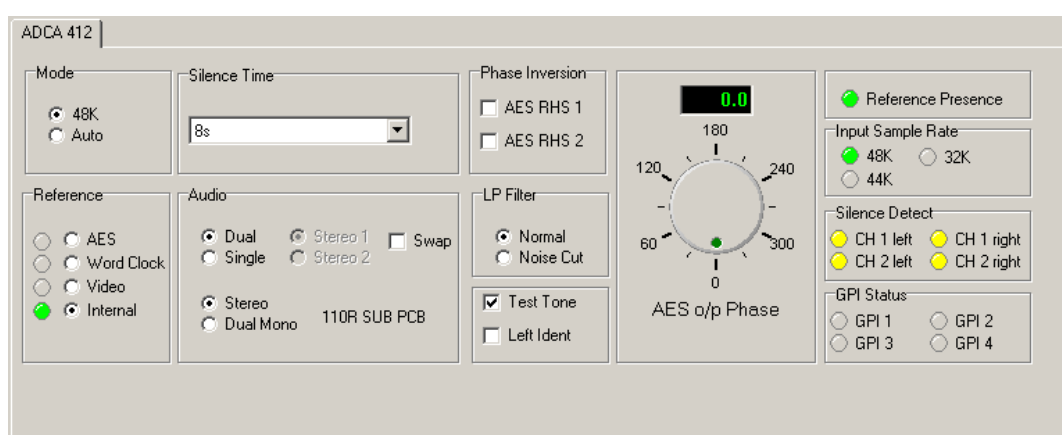 ADCA 412
Mode
48K
Auto
Silence Time
8s
Phase Inversion
AES RHS 1
AES RHS 2
Reference
AES
Word Clock
Video
Internal
Audio
Dual
Single
Stereo 1
Stereo 2
Swap
Stereo
Dual Mono
110R SUB PCB
LP Filter
Normal
Noise Cut
Test Tone
Left Ident
0.0
180
120
240
60
300
0
AES o/p Phase
Reference Presence
Input Sample Rate
48K
32K
44K
Silence Detect
CH 1 left
CH 1 right
CH 2 left
CH 2 right
GPI Status
GPI 1
GPI 2
GPI 3
GPI 4